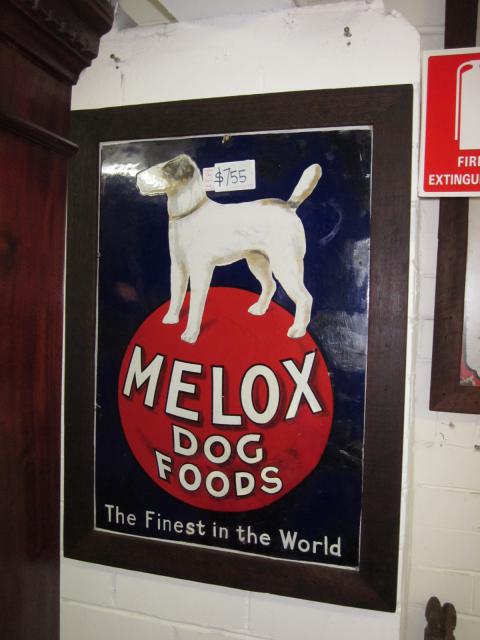 $755
MELOX
DOG
FOODS
The Finest in the World
FIRE
EXTINGU